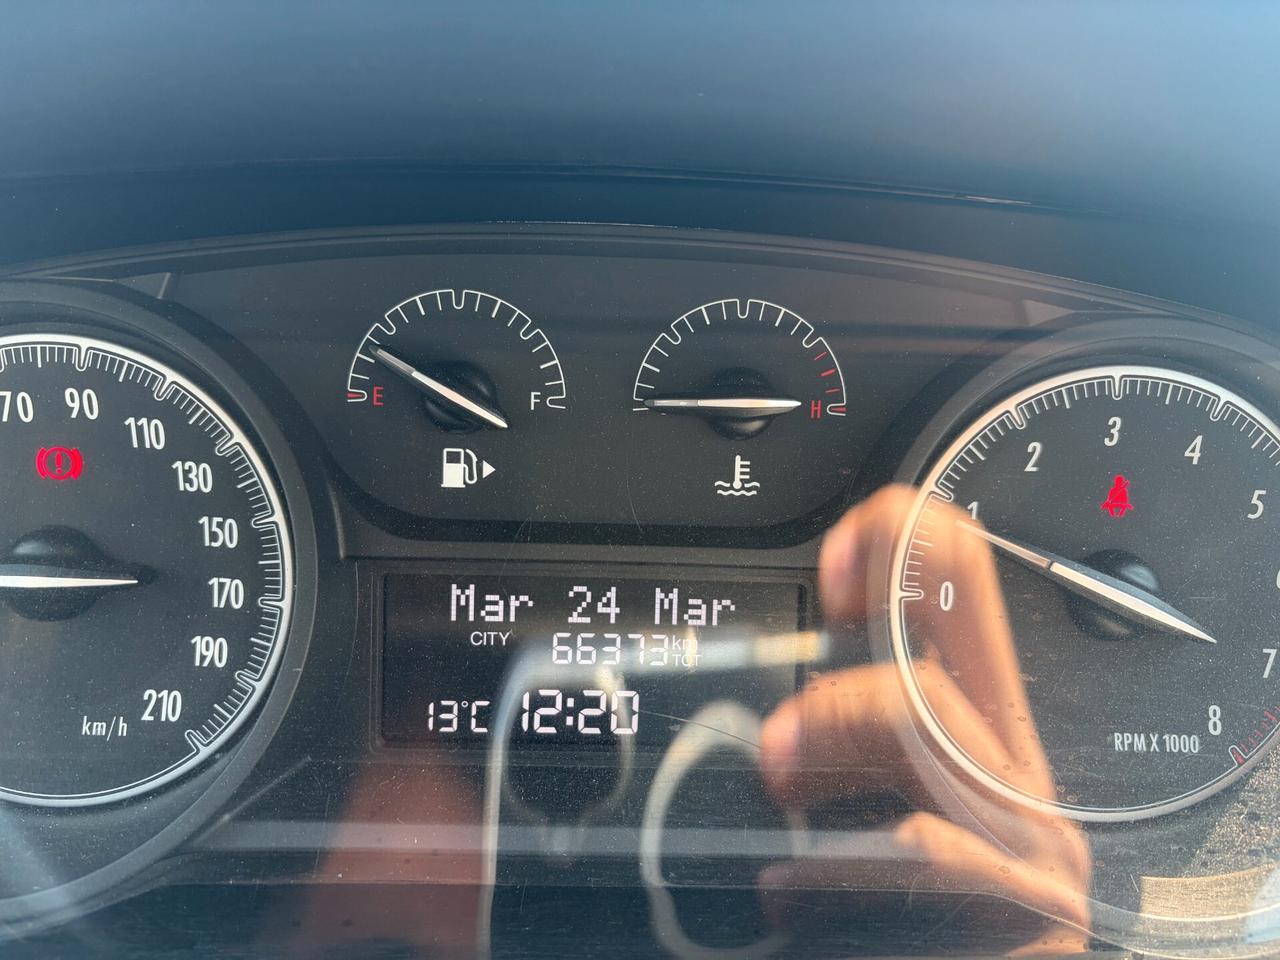 E F
H
70 90 110 130 150 170 190 210
km/h
0 1 2 3 4 5 7 8
RPM X 1000
Mar 24 Mar
CITY 66373 km TOT
13°C 12:20